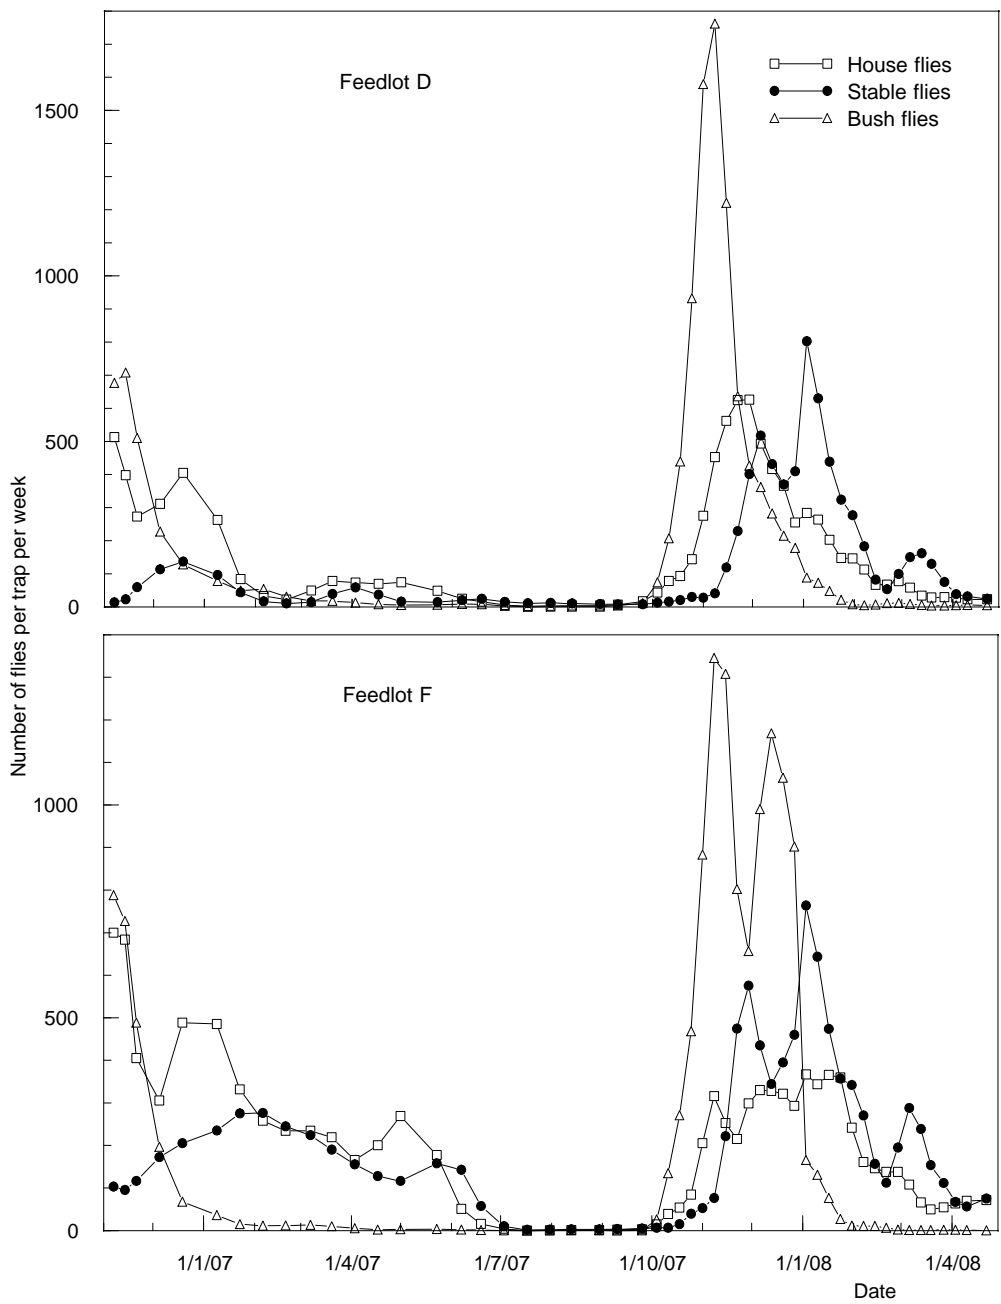 Feedlot D
House flies
Stable flies
Bush flies
1500
1000
500
0
Number of flies per trap per week
Feedlot F
1000
500
0
1/1/07
1/4/07
1/7/07
1/10/07
1/1/08
1/4/08
Date